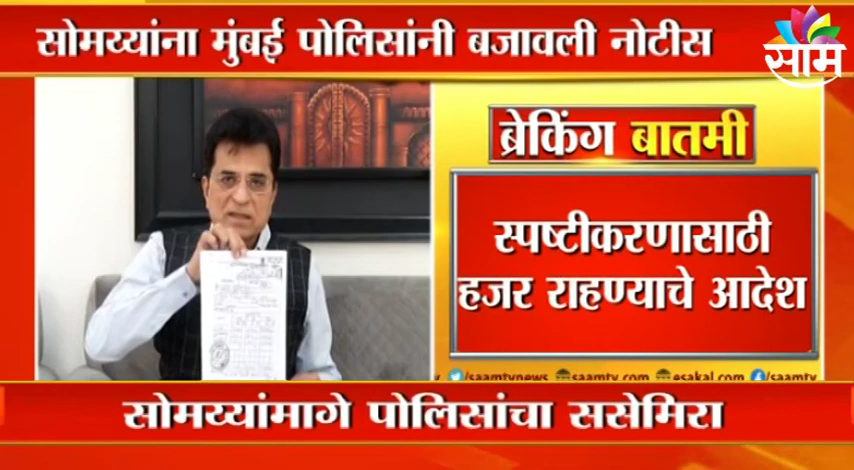 सोमय्यांना मुंबई पोलिसांनी बजावली नोटीस
साम
ब्रेकिंग बातमी
स्पष्टीकरणासाठी
हजर राहण्याचे आदेश
/saamtvnews saamtv.com esakal.com /saamtv
सोमय्यांमागे पोलिसांचा ससेमिरा